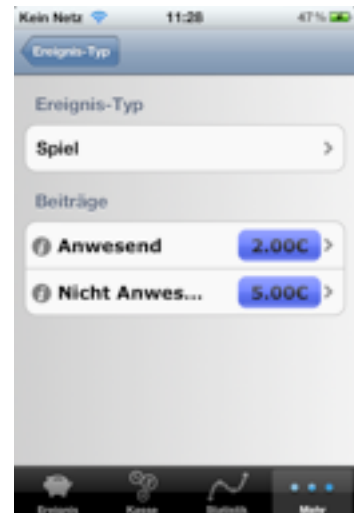 Kein Netz 11:28 47%
Ereignis-Typ
Ereignis-Typ
Spiel
Beiträge
Anwesend 2.00€
Nicht Anwes... 5.00€
Ereignis Kasse Statistik Mehr